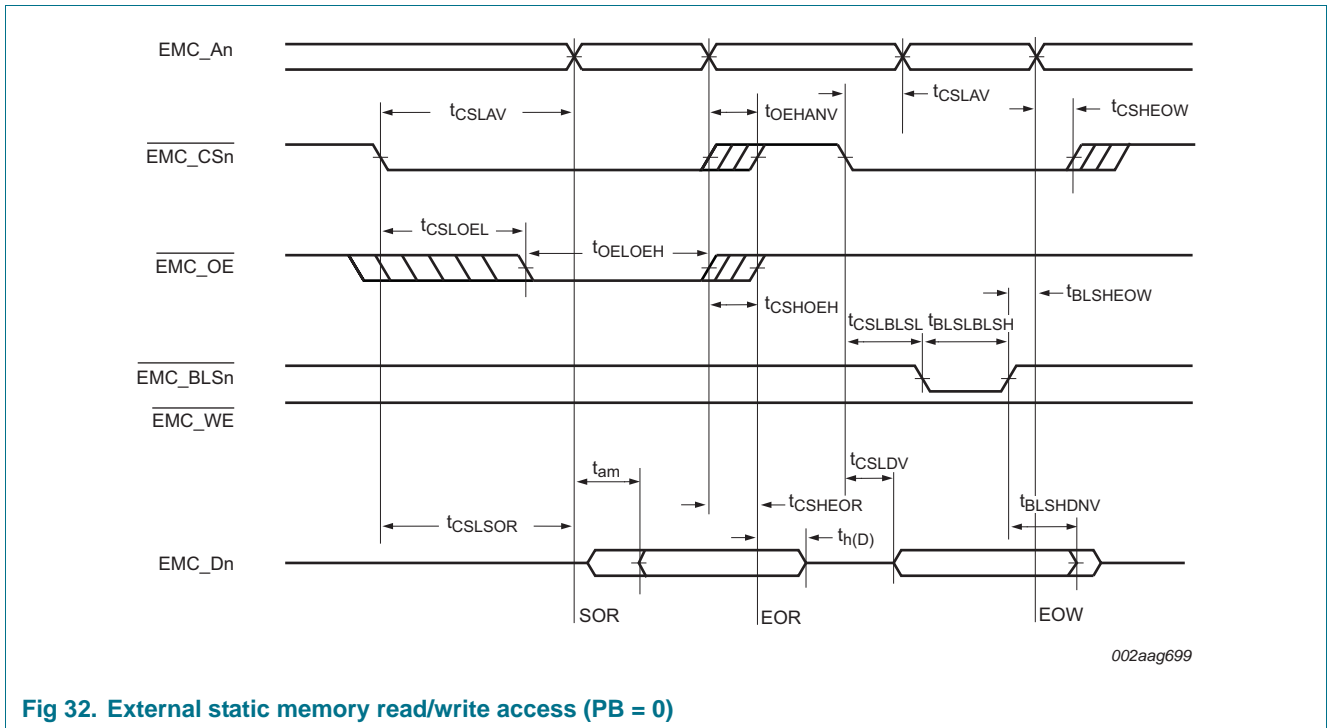 EMC_An
tCSLAV
tOEHANV
tCSLAV
tCSHEOW
EMC_CSn
tCSLOEL
tOELOEH
EMC_OE
tCSHOEH
tBLSHEOW
tCSLBLSL
tBLSLBLSH
EMC_BLSn
EMC_WE
tam
tCSLDV
tCSLSOR
tCSHEOR
tBLSHDNV
th(D)
EMC_Dn
SOR
EOR
EOW
002aag699
Fig 32. External static memory read/write access (PB = 0)